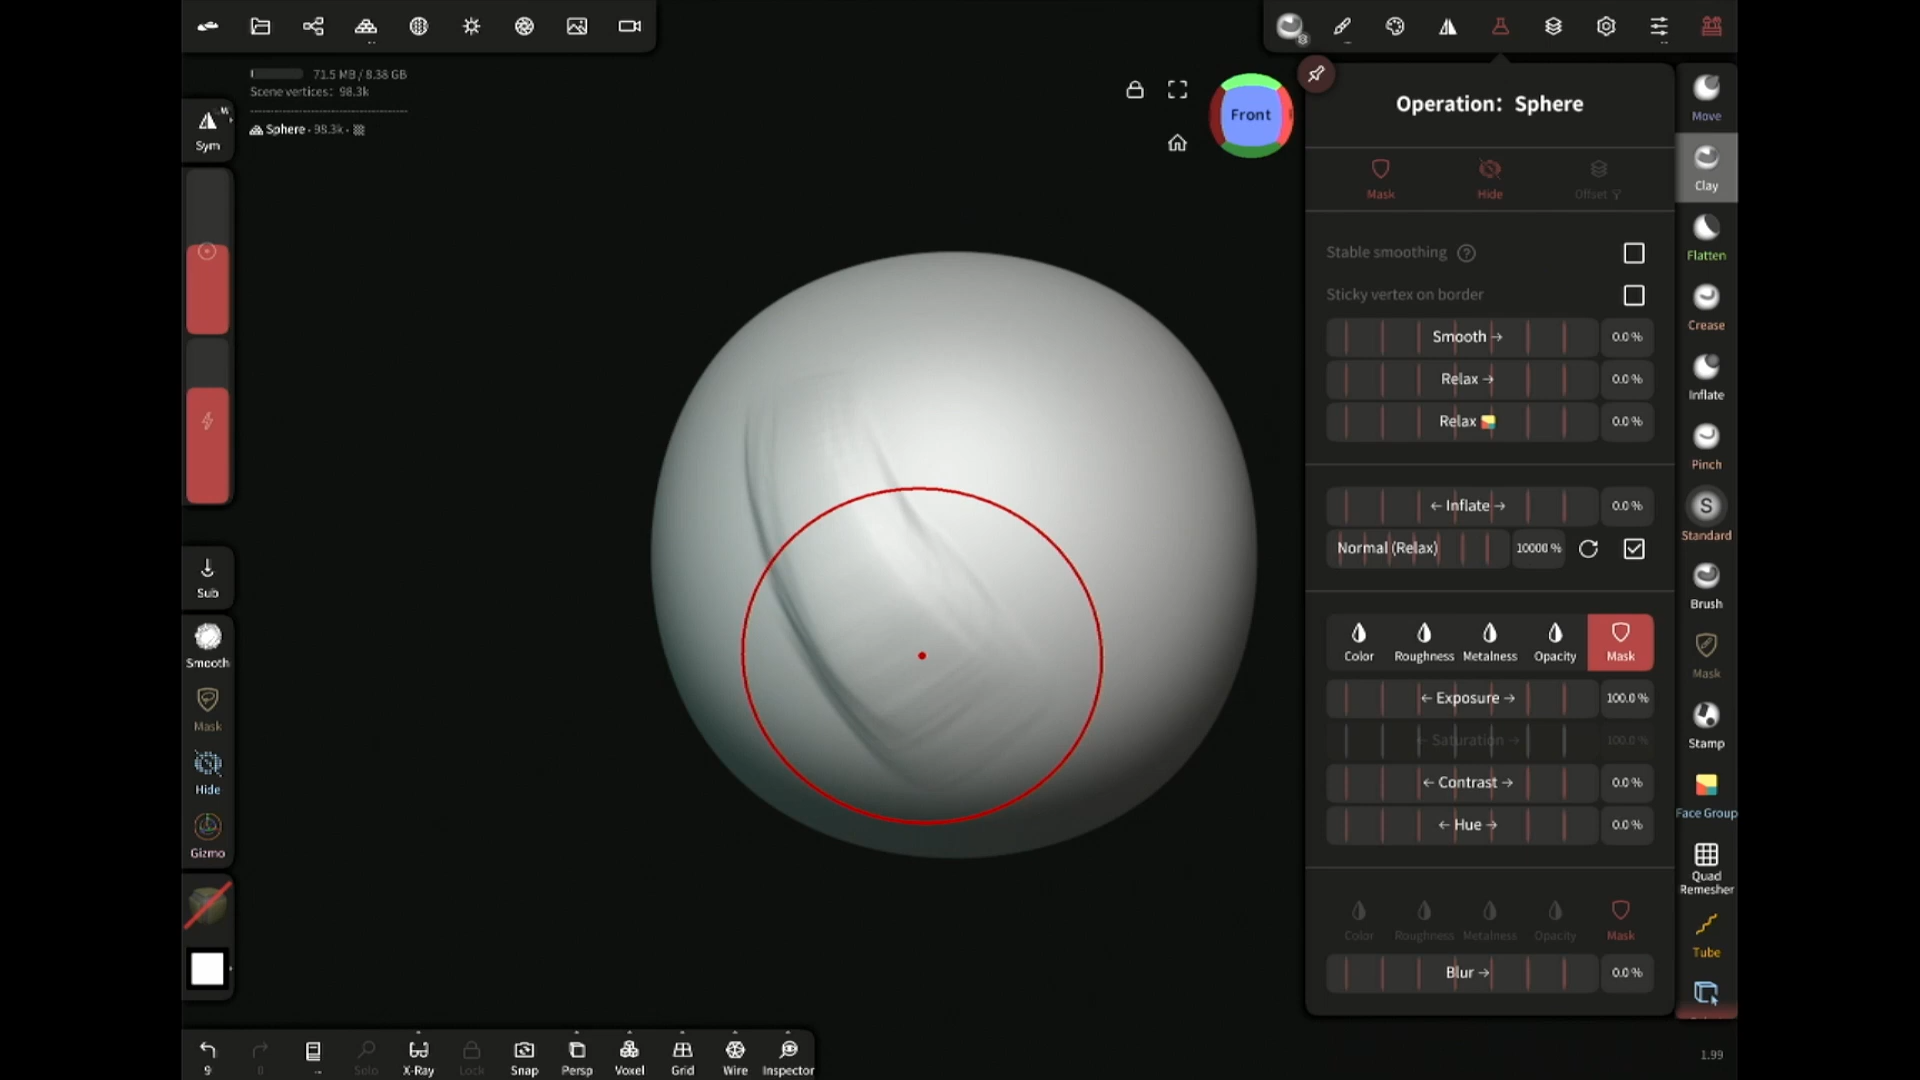 71.5 MB / 8.38 GB
Scene vertices: 98.3k
Sphere · 98.3k ·
Sym
Sub
Smooth
Mask
Hide
Gizmo
9
0
Solo
X-Ray
Lock
Snap
Persp
Voxel
Grid
Wire
Inspector
Front
Operation: Sphere
Mask
Hide
Offset
Stable smoothing ?
Sticky vertex on border
Smooth → 0.0 %
Relax → 0.0 %
Relax 0.0 %
← Inflate → 0.0 %
Normal (Relax) 10000 %
Color Roughness Metalness Opacity Mask
← Exposure → 100.0 %
← Saturation → 100.0 %
← Contrast → 0.0 %
← Hue → 0.0 %
Color Roughness Metalness Opacity Mask
Blur → 0.0 %
Move
Clay
Flatten
Crease
Inflate
Pinch
S
Standard
Brush
Mask
Stamp
Face Group
Quad
Remesher
Tube
1.99